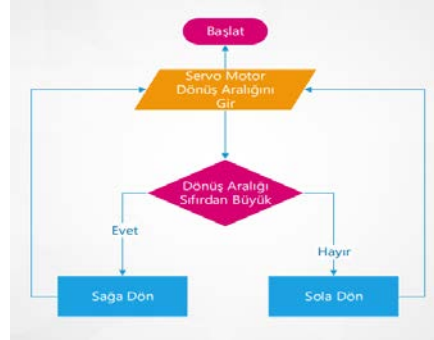 Başlat
Servo Motor
Dönüş Aralığını
Gir
Dönüş Aralığı
Sıfırdan Büyük
Evet
Hayır
Sağa Dön
Sola Dön